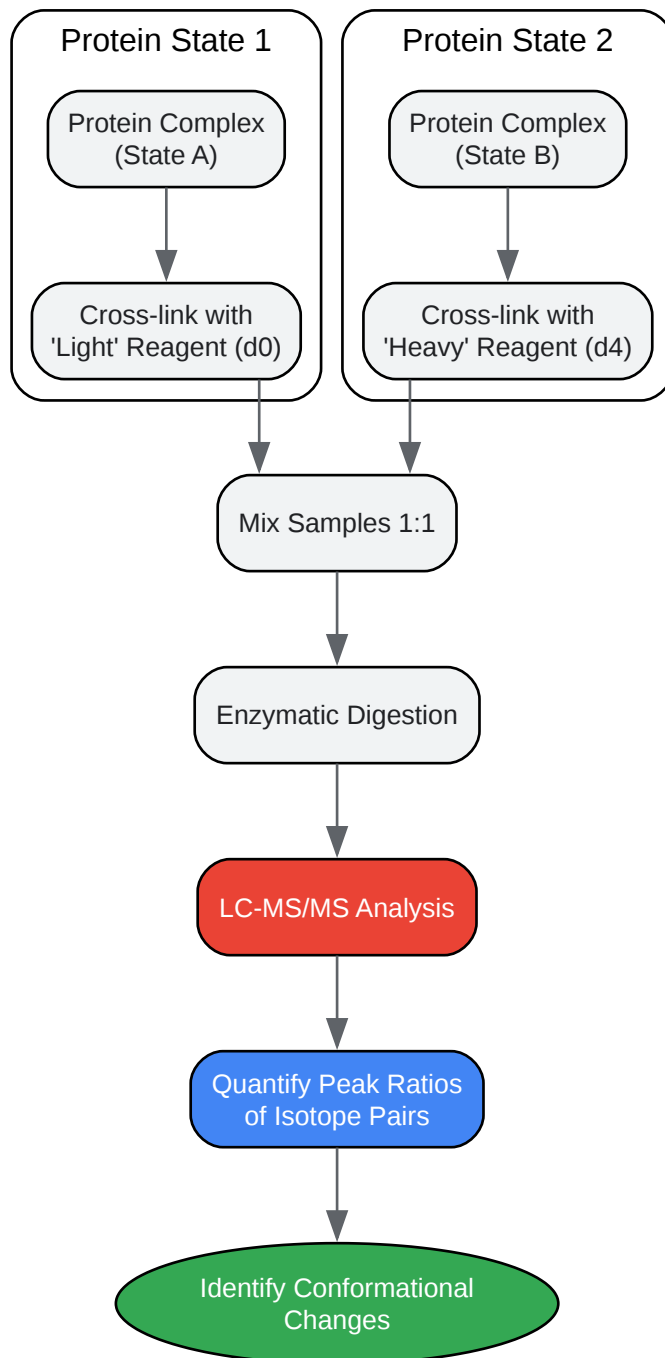 Protein State 1
Protein Complex
(State A)
Cross-link with
'Light' Reagent (d0)
Protein State 2
Protein Complex
(State B)
Cross-link with
'Heavy' Reagent (d4)
Mix Samples 1:1
Enzymatic Digestion
LC-MS/MS Analysis
Quantify Peak Ratios
of Isotope Pairs
Identify Conformational
Changes